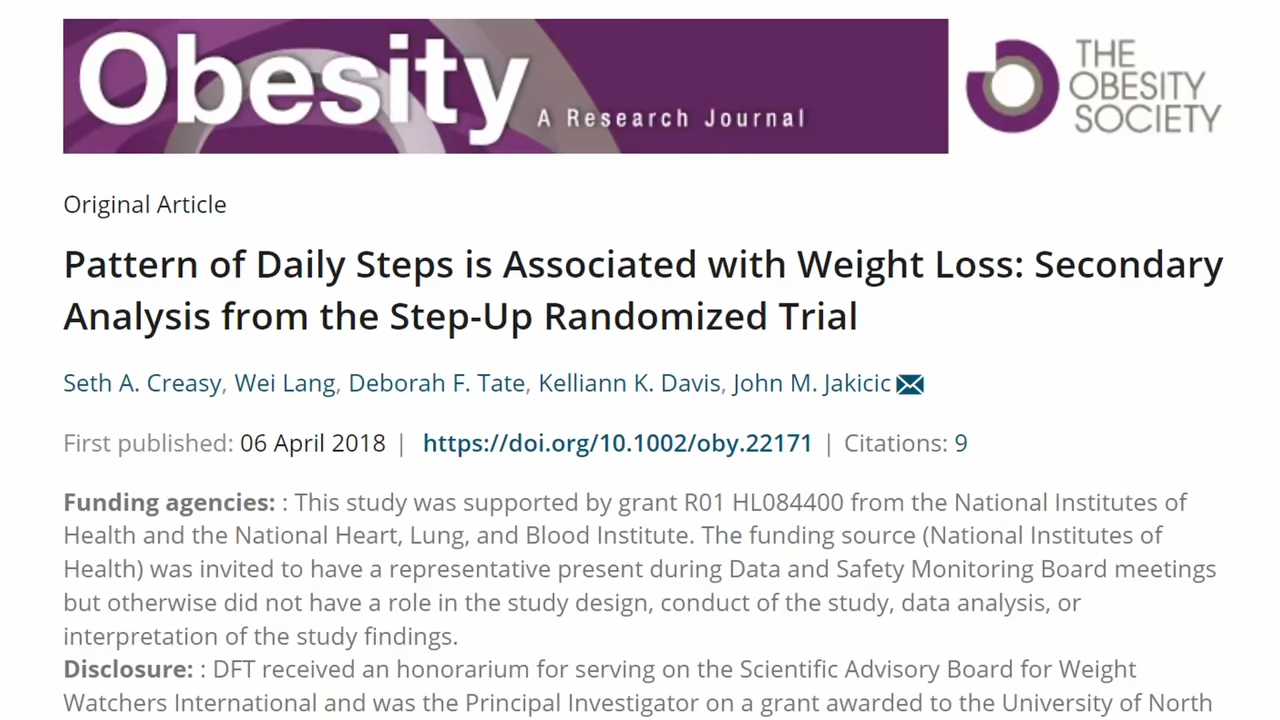 Obesity A Research Journal
THE
OBESITY
SOCIETY
Original Article
Pattern of Daily Steps is Associated with Weight Loss: Secondary
Analysis from the Step-Up Randomized Trial
Seth A. Creasy, Wei Lang, Deborah F. Tate, Kelliann K. Davis, John M. Jakicic
First published: 06 April 2018 | https://doi.org/10.1002/oby.22171 | Citations: 9
Funding agencies: : This study was supported by grant R01 HL084400 from the National Institutes of
Health and the National Heart, Lung, and Blood Institute. The funding source (National Institutes of
Health) was invited to have a representative present during Data and Safety Monitoring Board meetings
but otherwise did not have a role in the study design, conduct of the study, data analysis, or
interpretation of the study findings.
Disclosure: : DFT received an honorarium for serving on the Scientific Advisory Board for Weight
Watchers International and was the Principal Investigator on a grant awarded to the University of North